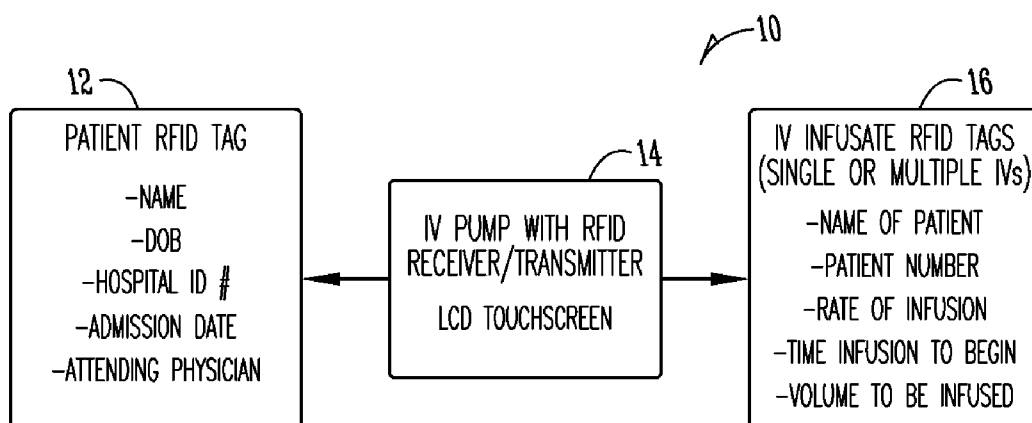 10
12
PATIENT RFID TAG
-NAME
-DOB
-HOSPITAL ID #
-ADMISSION DATE
-ATTENDING PHYSICIAN
14
IV PUMP WITH RFID
RECEIVER/TRANSMITTER
LCD TOUCHSCREEN
16
IV INFUSATE RFID TAGS
(SINGLE OR MULTIPLE IVs)
-NAME OF PATIENT
-PATIENT NUMBER
-RATE OF INFUSION
-TIME INFUSION TO BEGIN
-VOLUME TO BE INFUSED